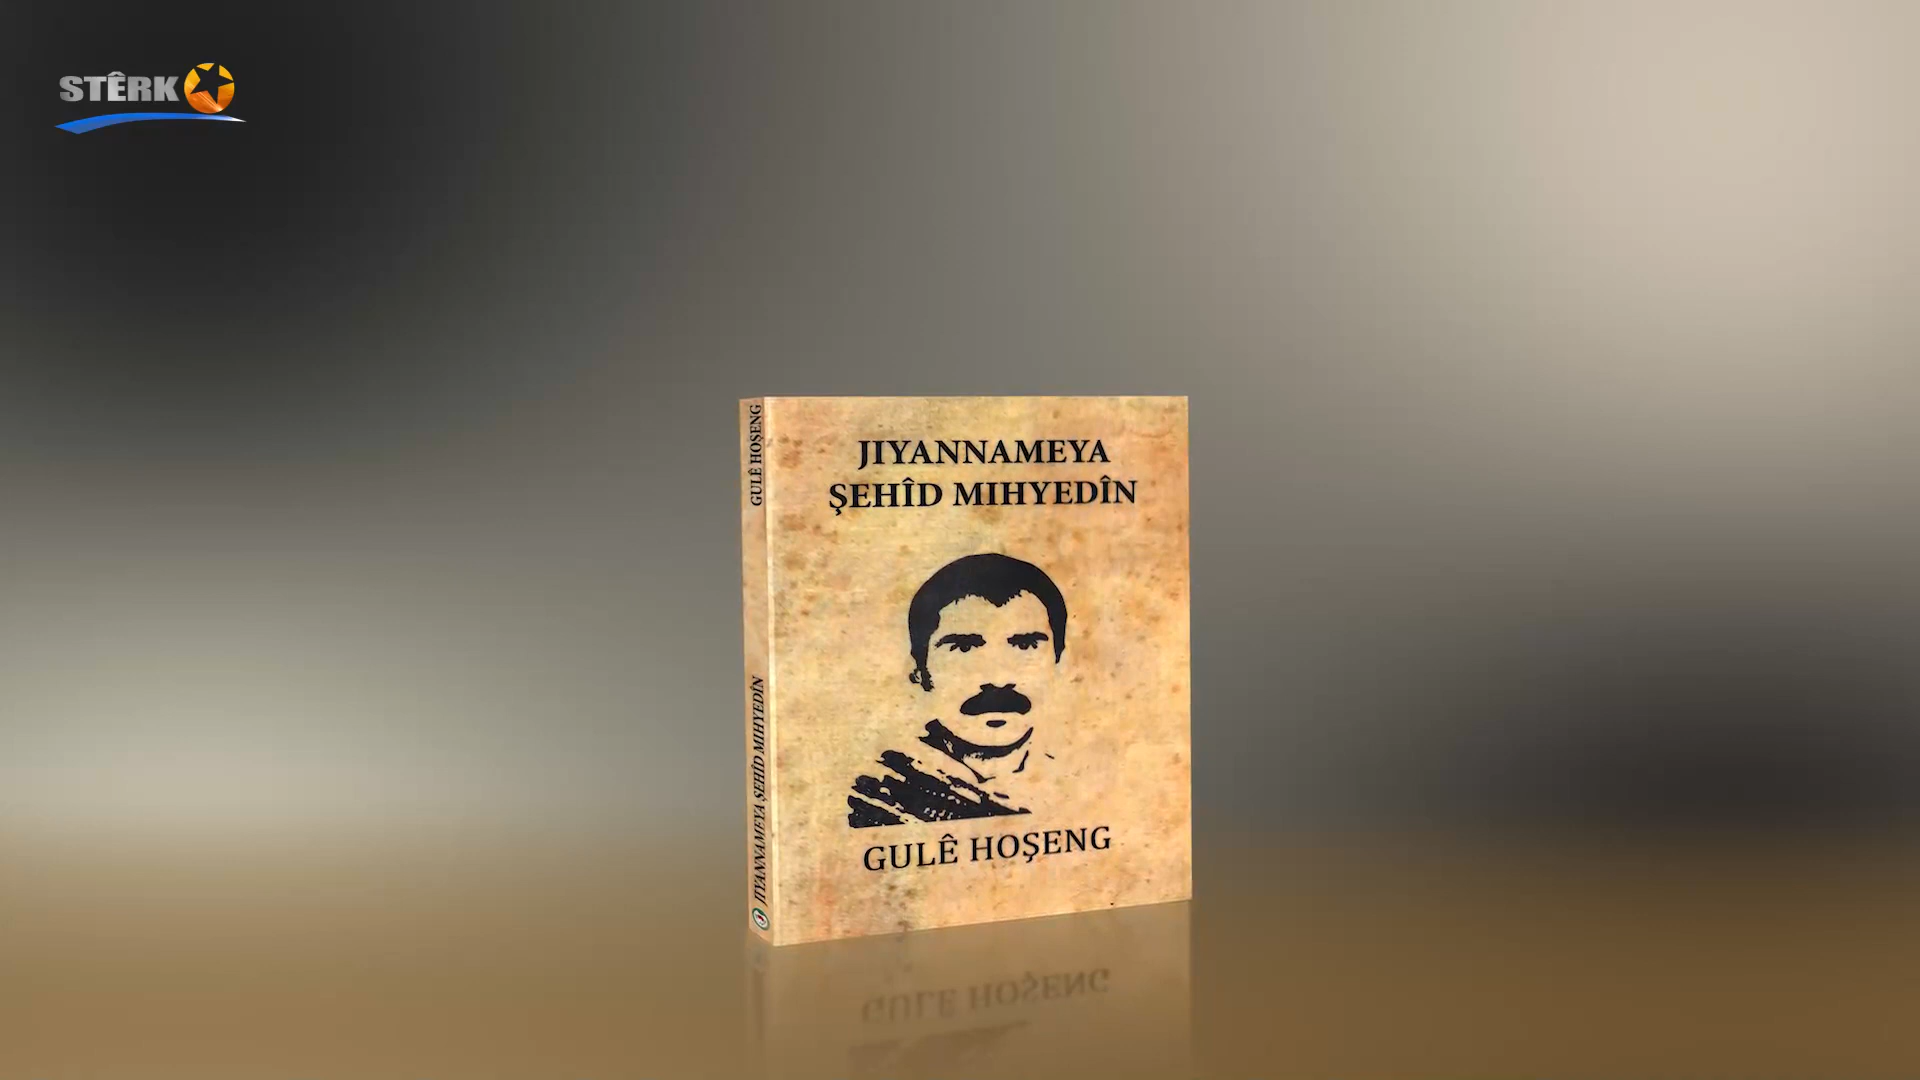 STÊRK
GULÊ HOŞENG
JIYANNAMEYA ŞEHÎD MIHYEDÎN
JIYANNAMEYA
ŞEHÎD MIHYEDÎN
GULÊ HOŞENG